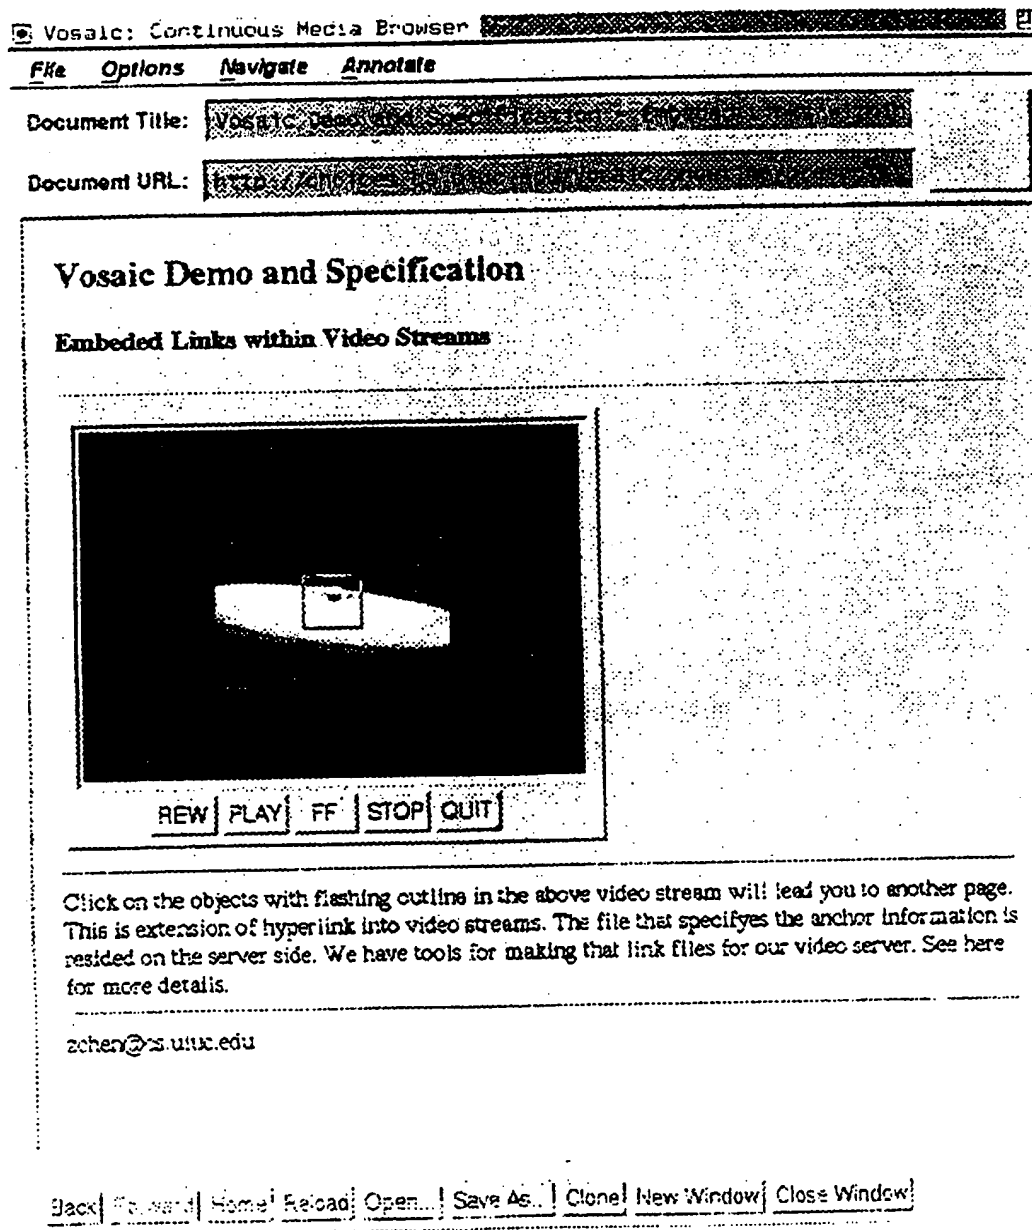 Vosaic: Continuous Media Browser
File Options Navigate Annotate
Document Title: Vosaic Demo and Specification
Document URL:
Vosaic Demo and Specification
Embeded Links within Video Streams
REW PLAY FF STOP QUIT
Click on the objects with flashing outline in the above video stream will lead you to another page.
This is extension of hyperlink into video streams. The file that specifyes the anchor information is
resided on the server side. We have tools for making that link files for our video server. See here
for more details.
zchen@cs.uiuc.edu
Back Forward Home Reload Open... Save As... Clone New Window Close Window